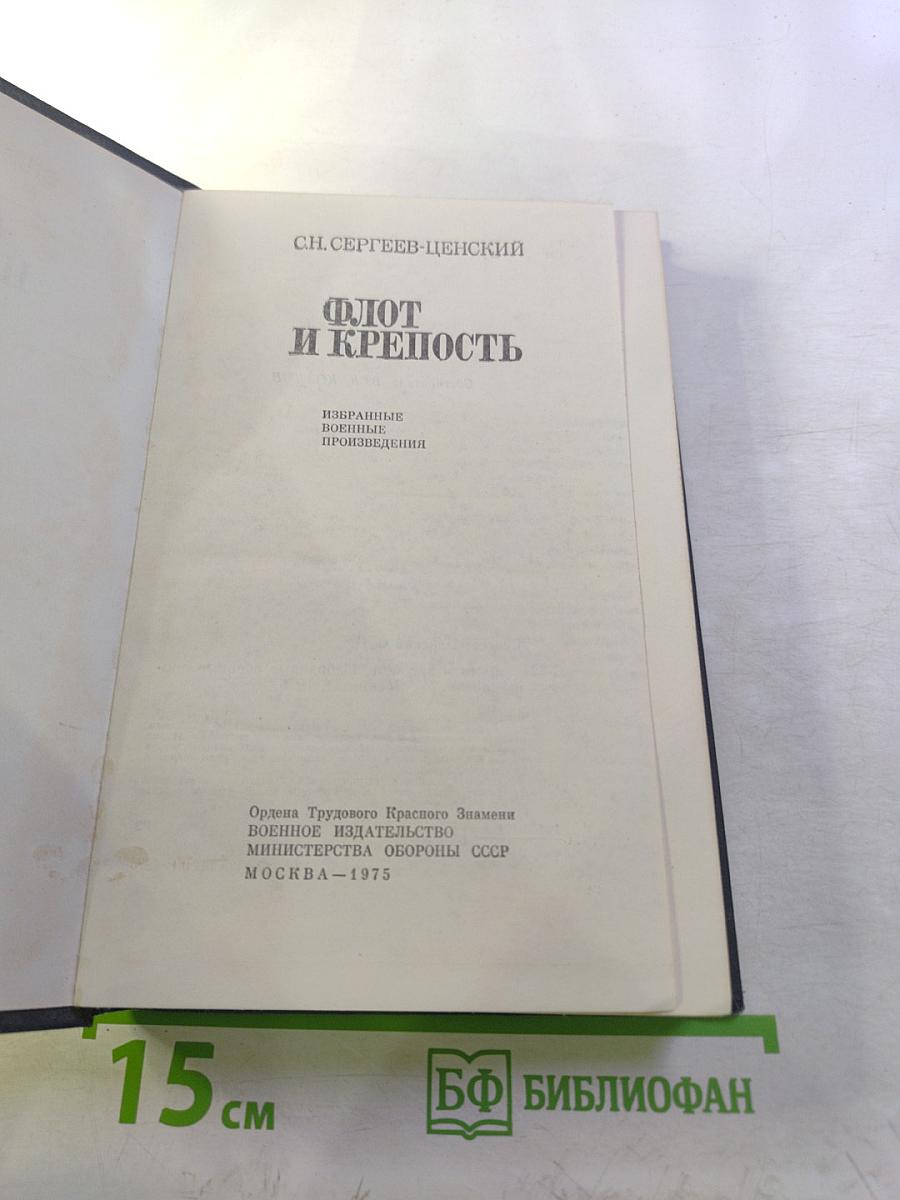 С.Н. СЕРГЕЕВ-ЦЕНСКИЙ
ФЛОТ
И КРЕПОСТЬ
ИЗБРАННЫЕ
ВОЕННЫЕ
ПРОИЗВЕДЕНИЯ
Ордена Трудового Красного Знамени
ВОЕННОЕ ИЗДАТЕЛЬСТВО
МИНИСТЕРСТВА ОБОРОНЫ СССР
МОСКВА—1975
15 см
БФ БИБЛИОФАН